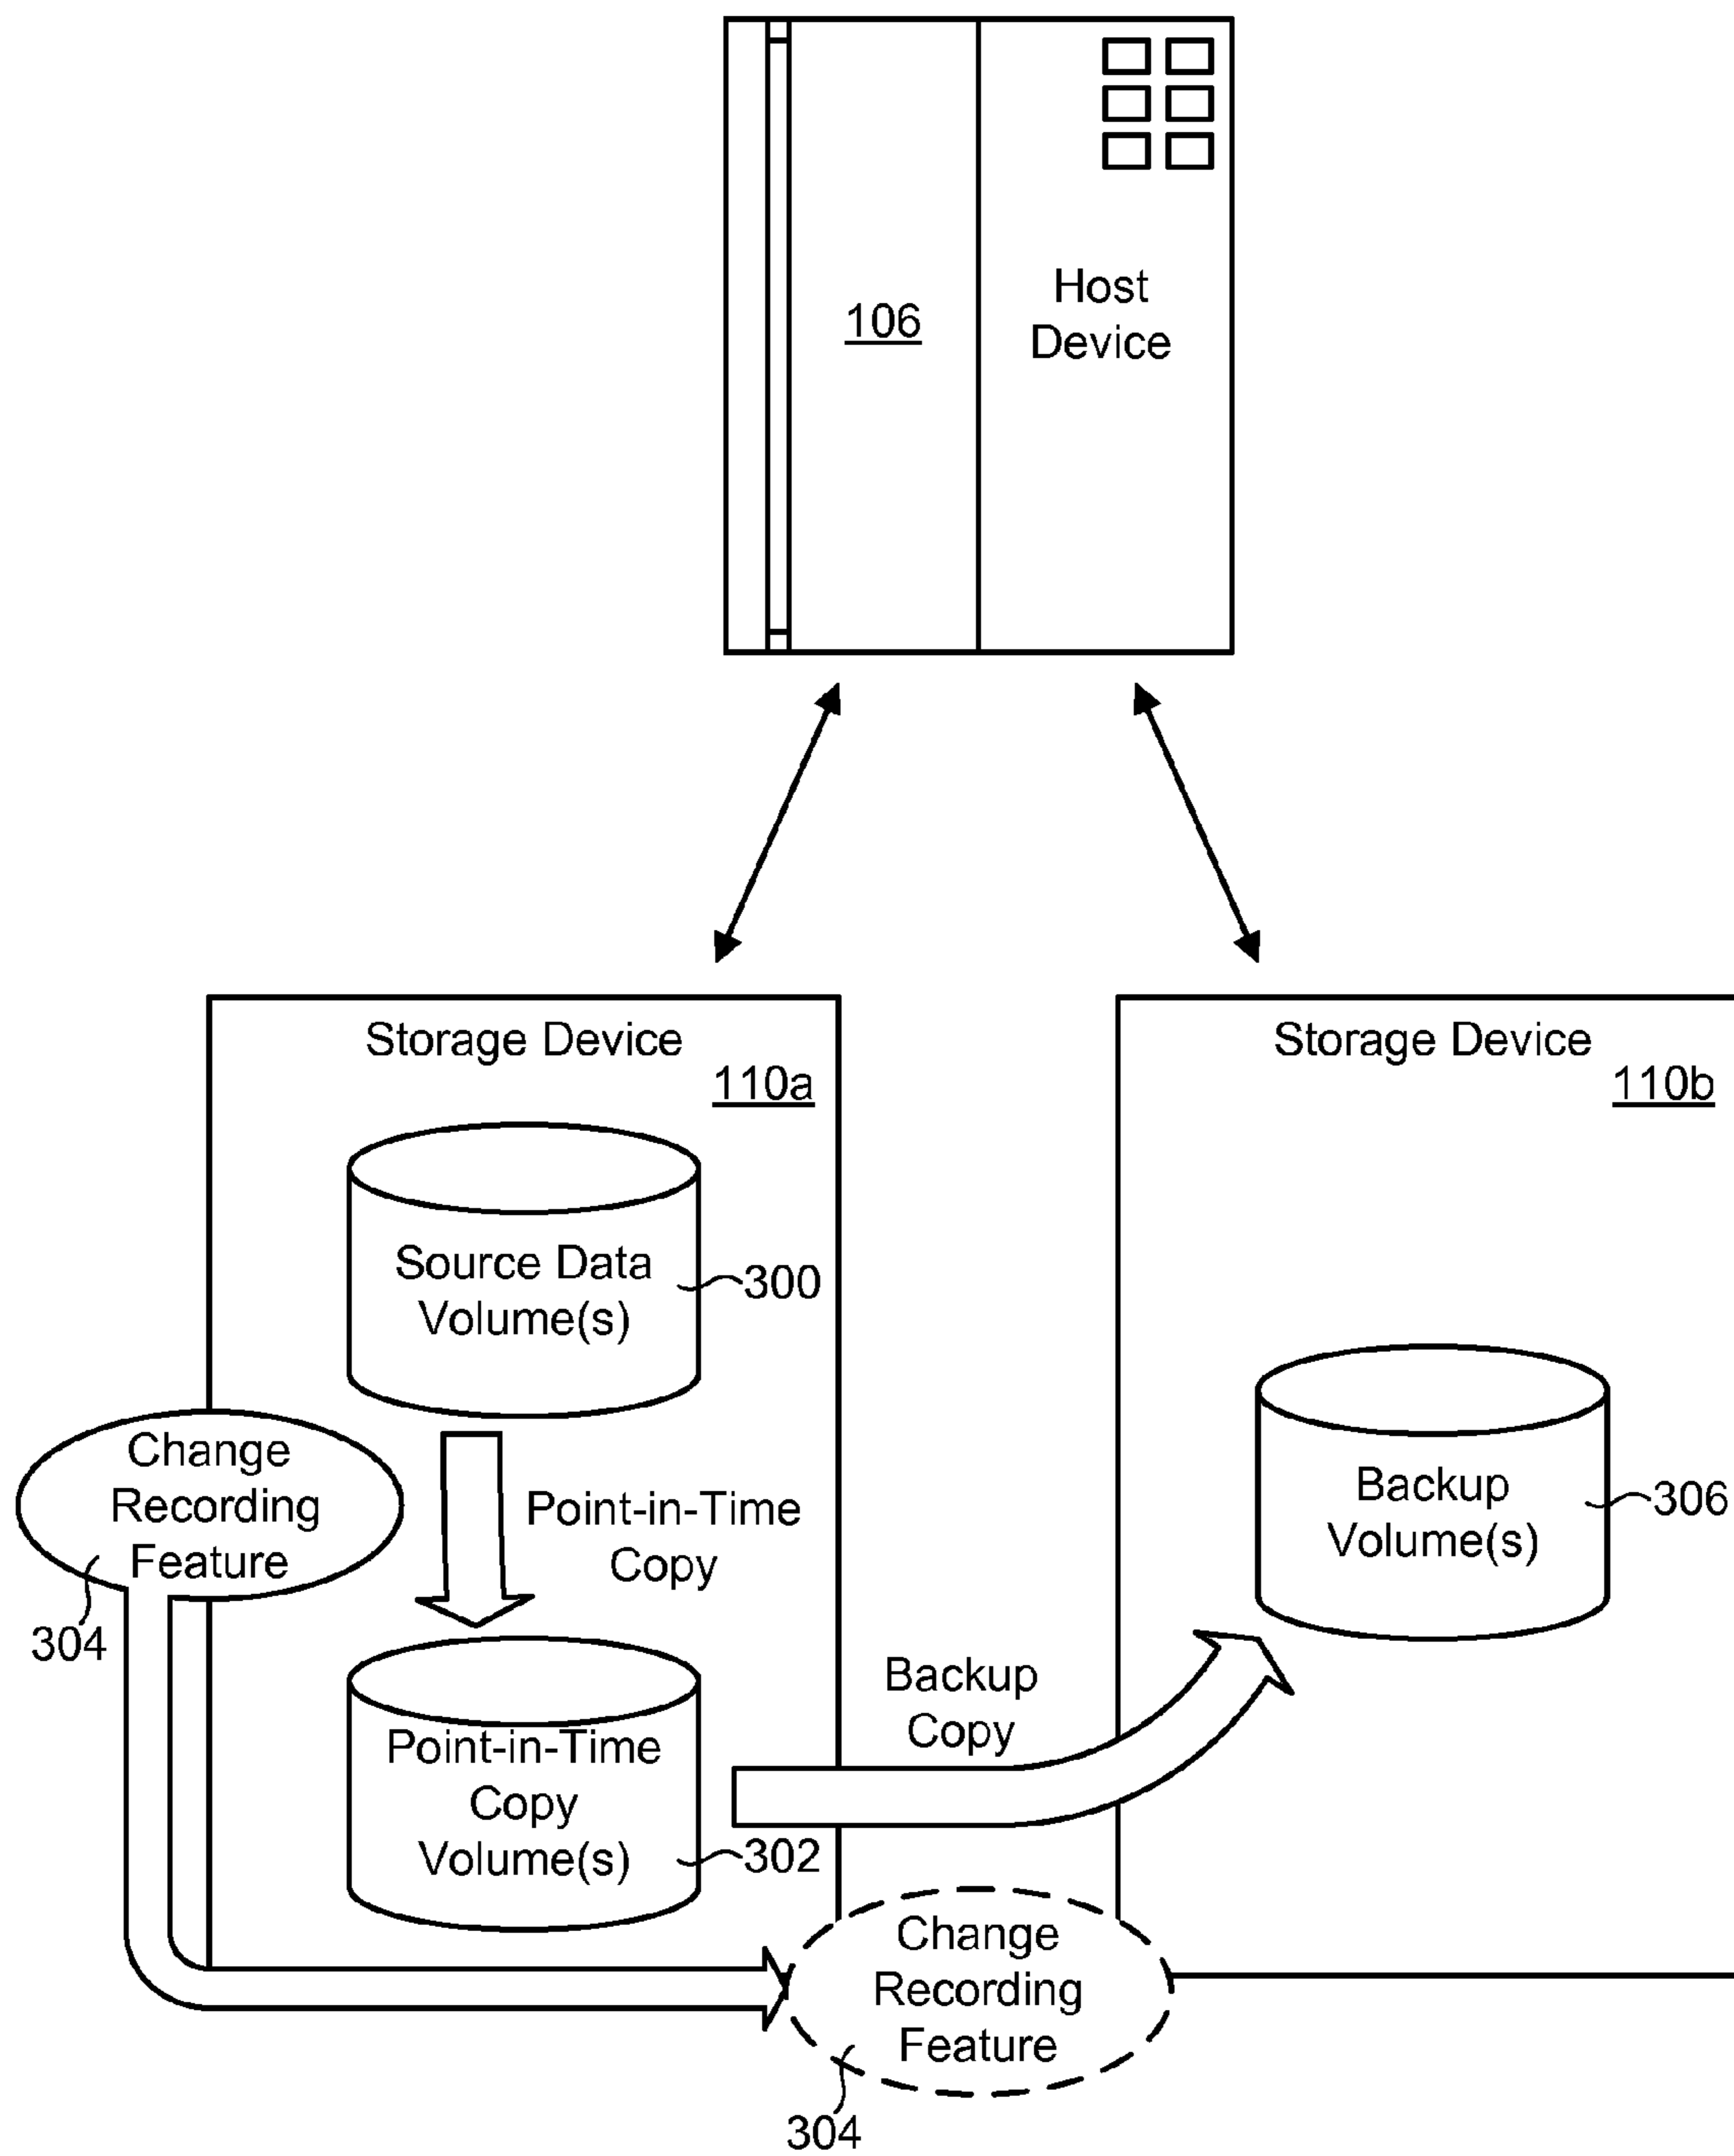 106
Host
Device
Storage Device
110a
Storage Device
110b
Source Data
Volume(s)
300
Change
Recording
Feature
304
Point-in-Time
Copy
Backup
Volume(s)
306
Point-in-Time
Copy
Volume(s)
302
Backup
Copy
Change
Recording
Feature
304